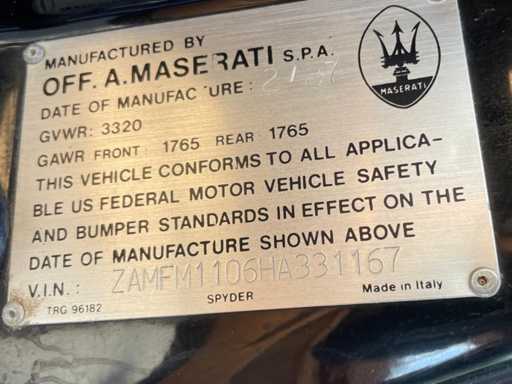 MANUFACTURED BY
OFF. A. MASERATI S.P.A.
MASERATI
DATE OF MANUFACTURE:
GVWR: 3320
GAWR FRONT: 1765 REAR 1765
THIS VEHICLE CONFORMS TO ALL APPLICA-
BLE US FEDERAL MOTOR VEHICLE SAFETY
AND BUMPER STANDARDS IN EFFECT ON THE
DATE OF MANUFACTURE SHOWN ABOVE
V.I.N.: ZAMFM1106HA331167
SPYDER
Made in Italy
TRG 96182